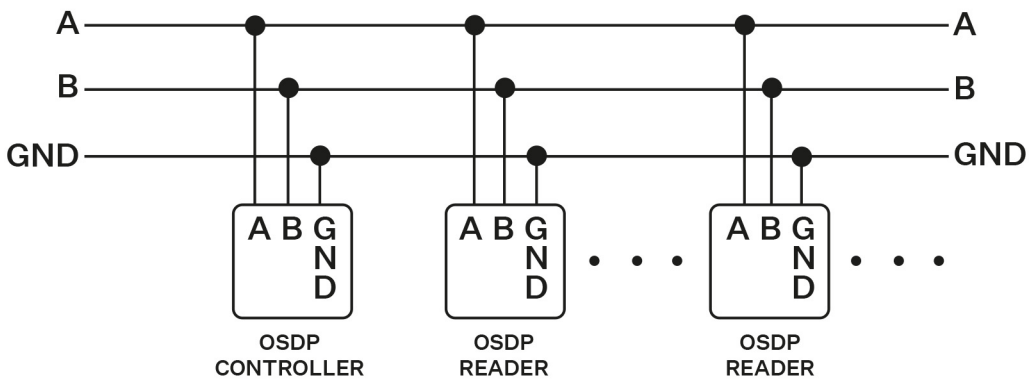 A A
B B
GND GND
A B G
N
D
A B G
N
D
A B G
N
D
OSDP
CONTROLLER
OSDP
READER
OSDP
READER